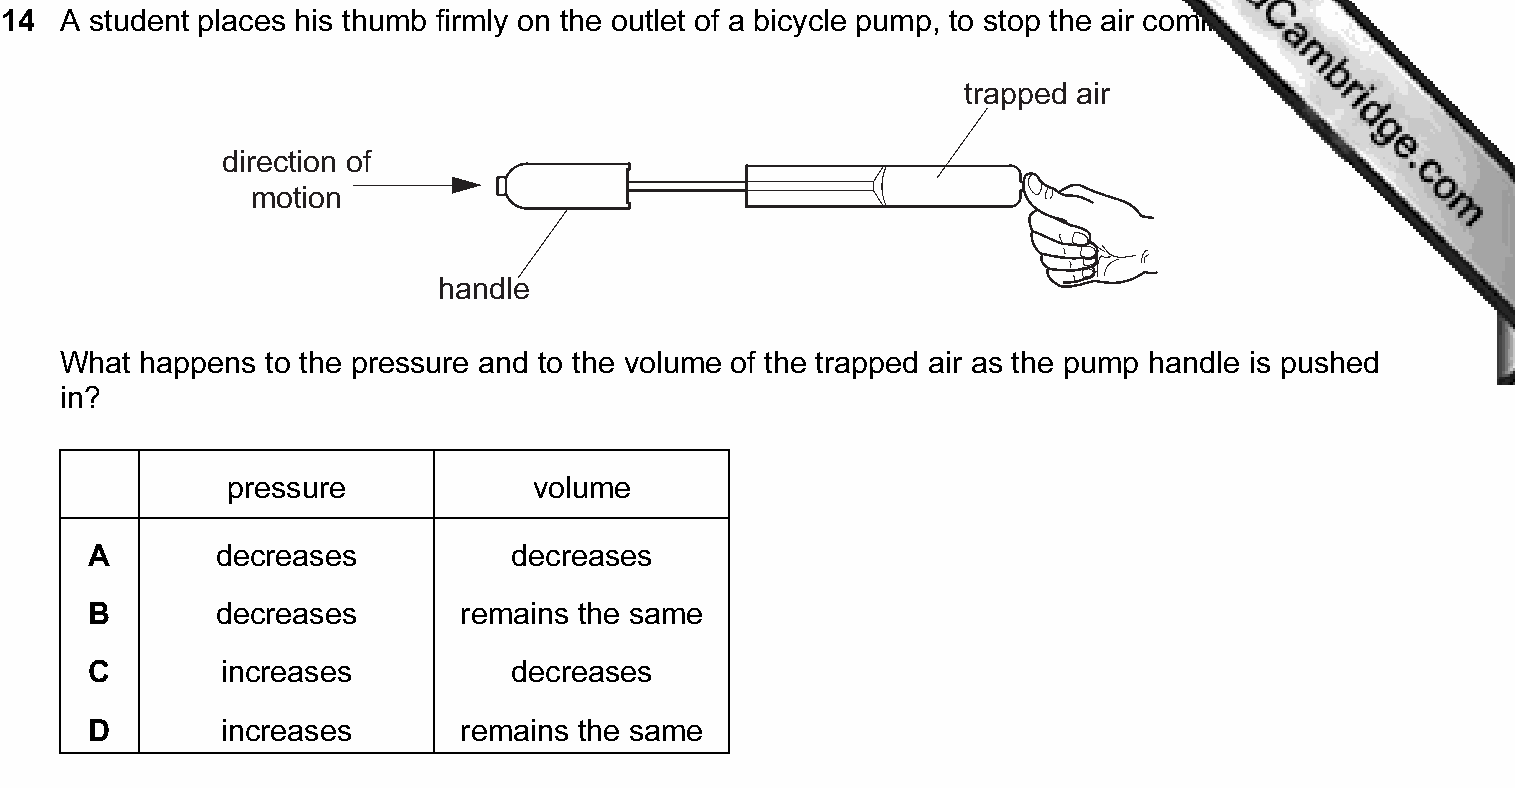 14 A student places his thumb firmly on the outlet of a bicycle pump, to stop the air
trapped air
direction of
motion
handle
What happens to the pressure and to the volume of the trapped air as the pump handle is pushed
in?
pressure volume
A decreases decreases
B decreases remains the same
C increases decreases
D increases remains the same
Cambridge.com